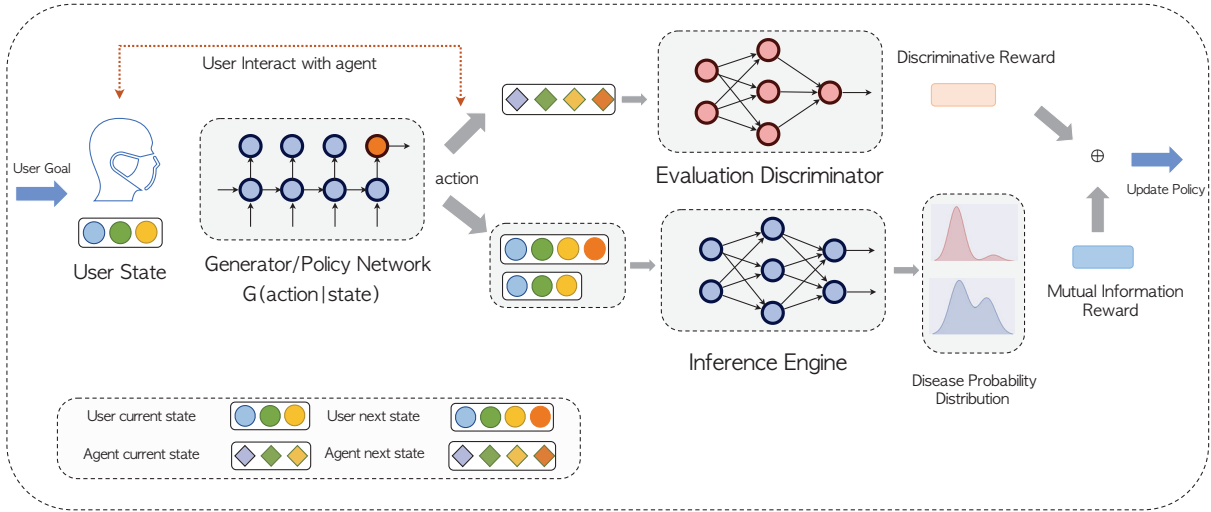 User Interact with agent
Discriminative Reward
User Goal
action
Evaluation Discriminator
Update Policy
User State
Generator/Policy Network
G(action|state)
Inference Engine
Mutual Information
Reward
Disease Probability
Distribution
User current state
User next state
Agent current state
Agent next state